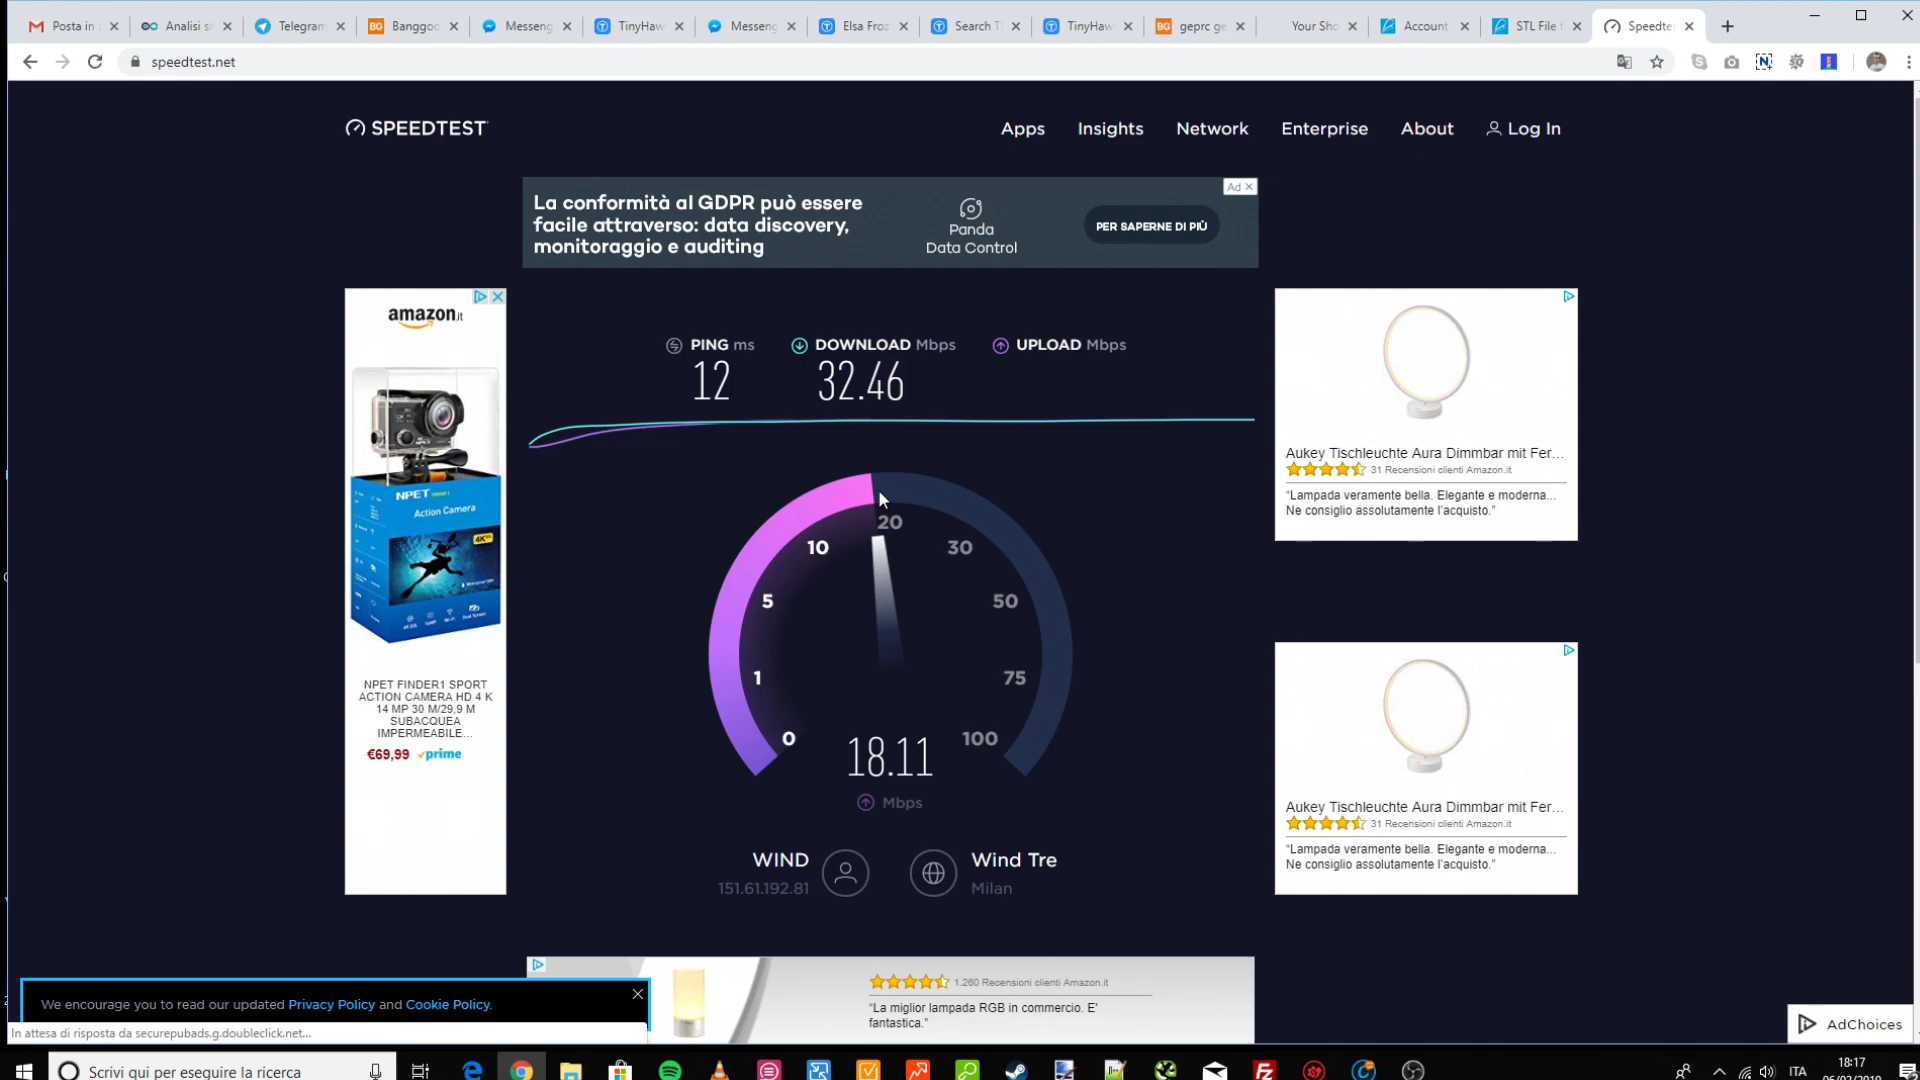 Posta in a
Analisi si
Telegram
Banggoo
Messeng
TinyHaw
Messeng
Elsa Froz
Search T
TinyHaw
geprc ge
Your Sho
Account
STL File f
Speedtes
speedtest.net
SPEEDTEST
Apps
Insights
Network
Enterprise
About
Log In
La conformità al GDPR può essere
facile attraverso: data discovery,
monitoraggio e auditing
Panda
Data Control
PER SAPERNE DI PIÙ
Ad
amazon.it
NPET
Action Camera
4K
NPET FINDER1 SPORT
ACTION CAMERA HD 4 K
14 MP 30 M/29,9 M
SUBACQUEA
IMPERMEABILE...
€69,99 prime
PING ms
12
DOWNLOAD Mbps
32.46
UPLOAD Mbps
0
1
5
10
20
30
50
75
100
18.11
Mbps
WIND
151.61.192.81
Wind Tre
Milan
Aukey Tischleuchte Aura Dimmbar mit Fer...
31 Recensioni clienti Amazon.it
“Lampada veramente bella. Elegante e moderna...
Ne consiglio assolutamente l’acquisto.”
Aukey Tischleuchte Aura Dimmbar mit Fer...
31 Recensioni clienti Amazon.it
“Lampada veramente bella. Elegante e moderna...
Ne consiglio assolutamente l’acquisto.”
1.260 Recensioni clienti Amazon.it
“La miglior lampada RGB in commercio. E'
fantastica.”
We encourage you to read our updated Privacy Policy and Cookie Policy.
In attesa di risposta da securepubads.g.doubleclick.net...
AdChoices
Scrivi qui per eseguire la ricerca
ITA
18:17